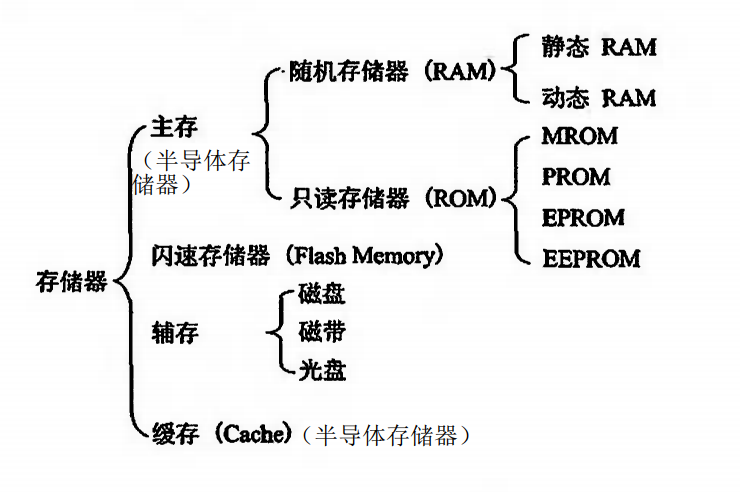 静态 RAM
随机存储器 (RAM)
动态 RAM
主存
(半导体存
储器)
MROM
PROM
只读存储器 (ROM)
EPROM
EEPROM
闪速存储器 (Flash Memory)
存储器
磁盘
辅存
磁带
光盘
缓存 (Cache)(半导体存储器)